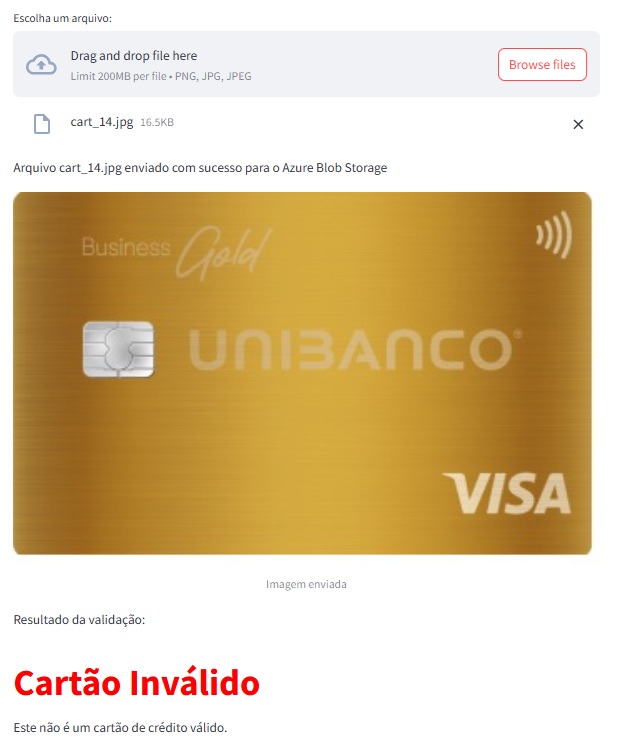 Escolha um arquivo:
Drag and drop file here
Limit 200MB per file • PNG, JPG, JPEG
Browse files
cart_14.jpg 16.5KB
Arquivo cart_14.jpg enviado com sucesso para o Azure Blob Storage
Business Gold
UNIBANCO®
VISA
Imagem enviada
Resultado da validação:
Cartão Inválido
Este não é um cartão de crédito válido.